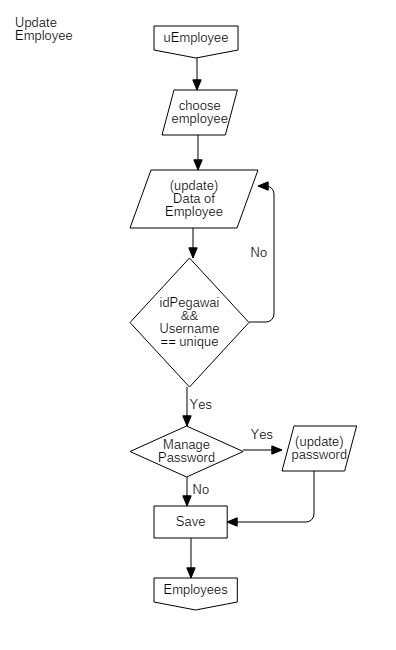 Update
Employee
uEmployee
choose
employee
(update)
Data of
Employee
No
idPegawai
&&
Username
== unique
Yes
Manage
Password
Yes
(update)
password
No
Save
Employees